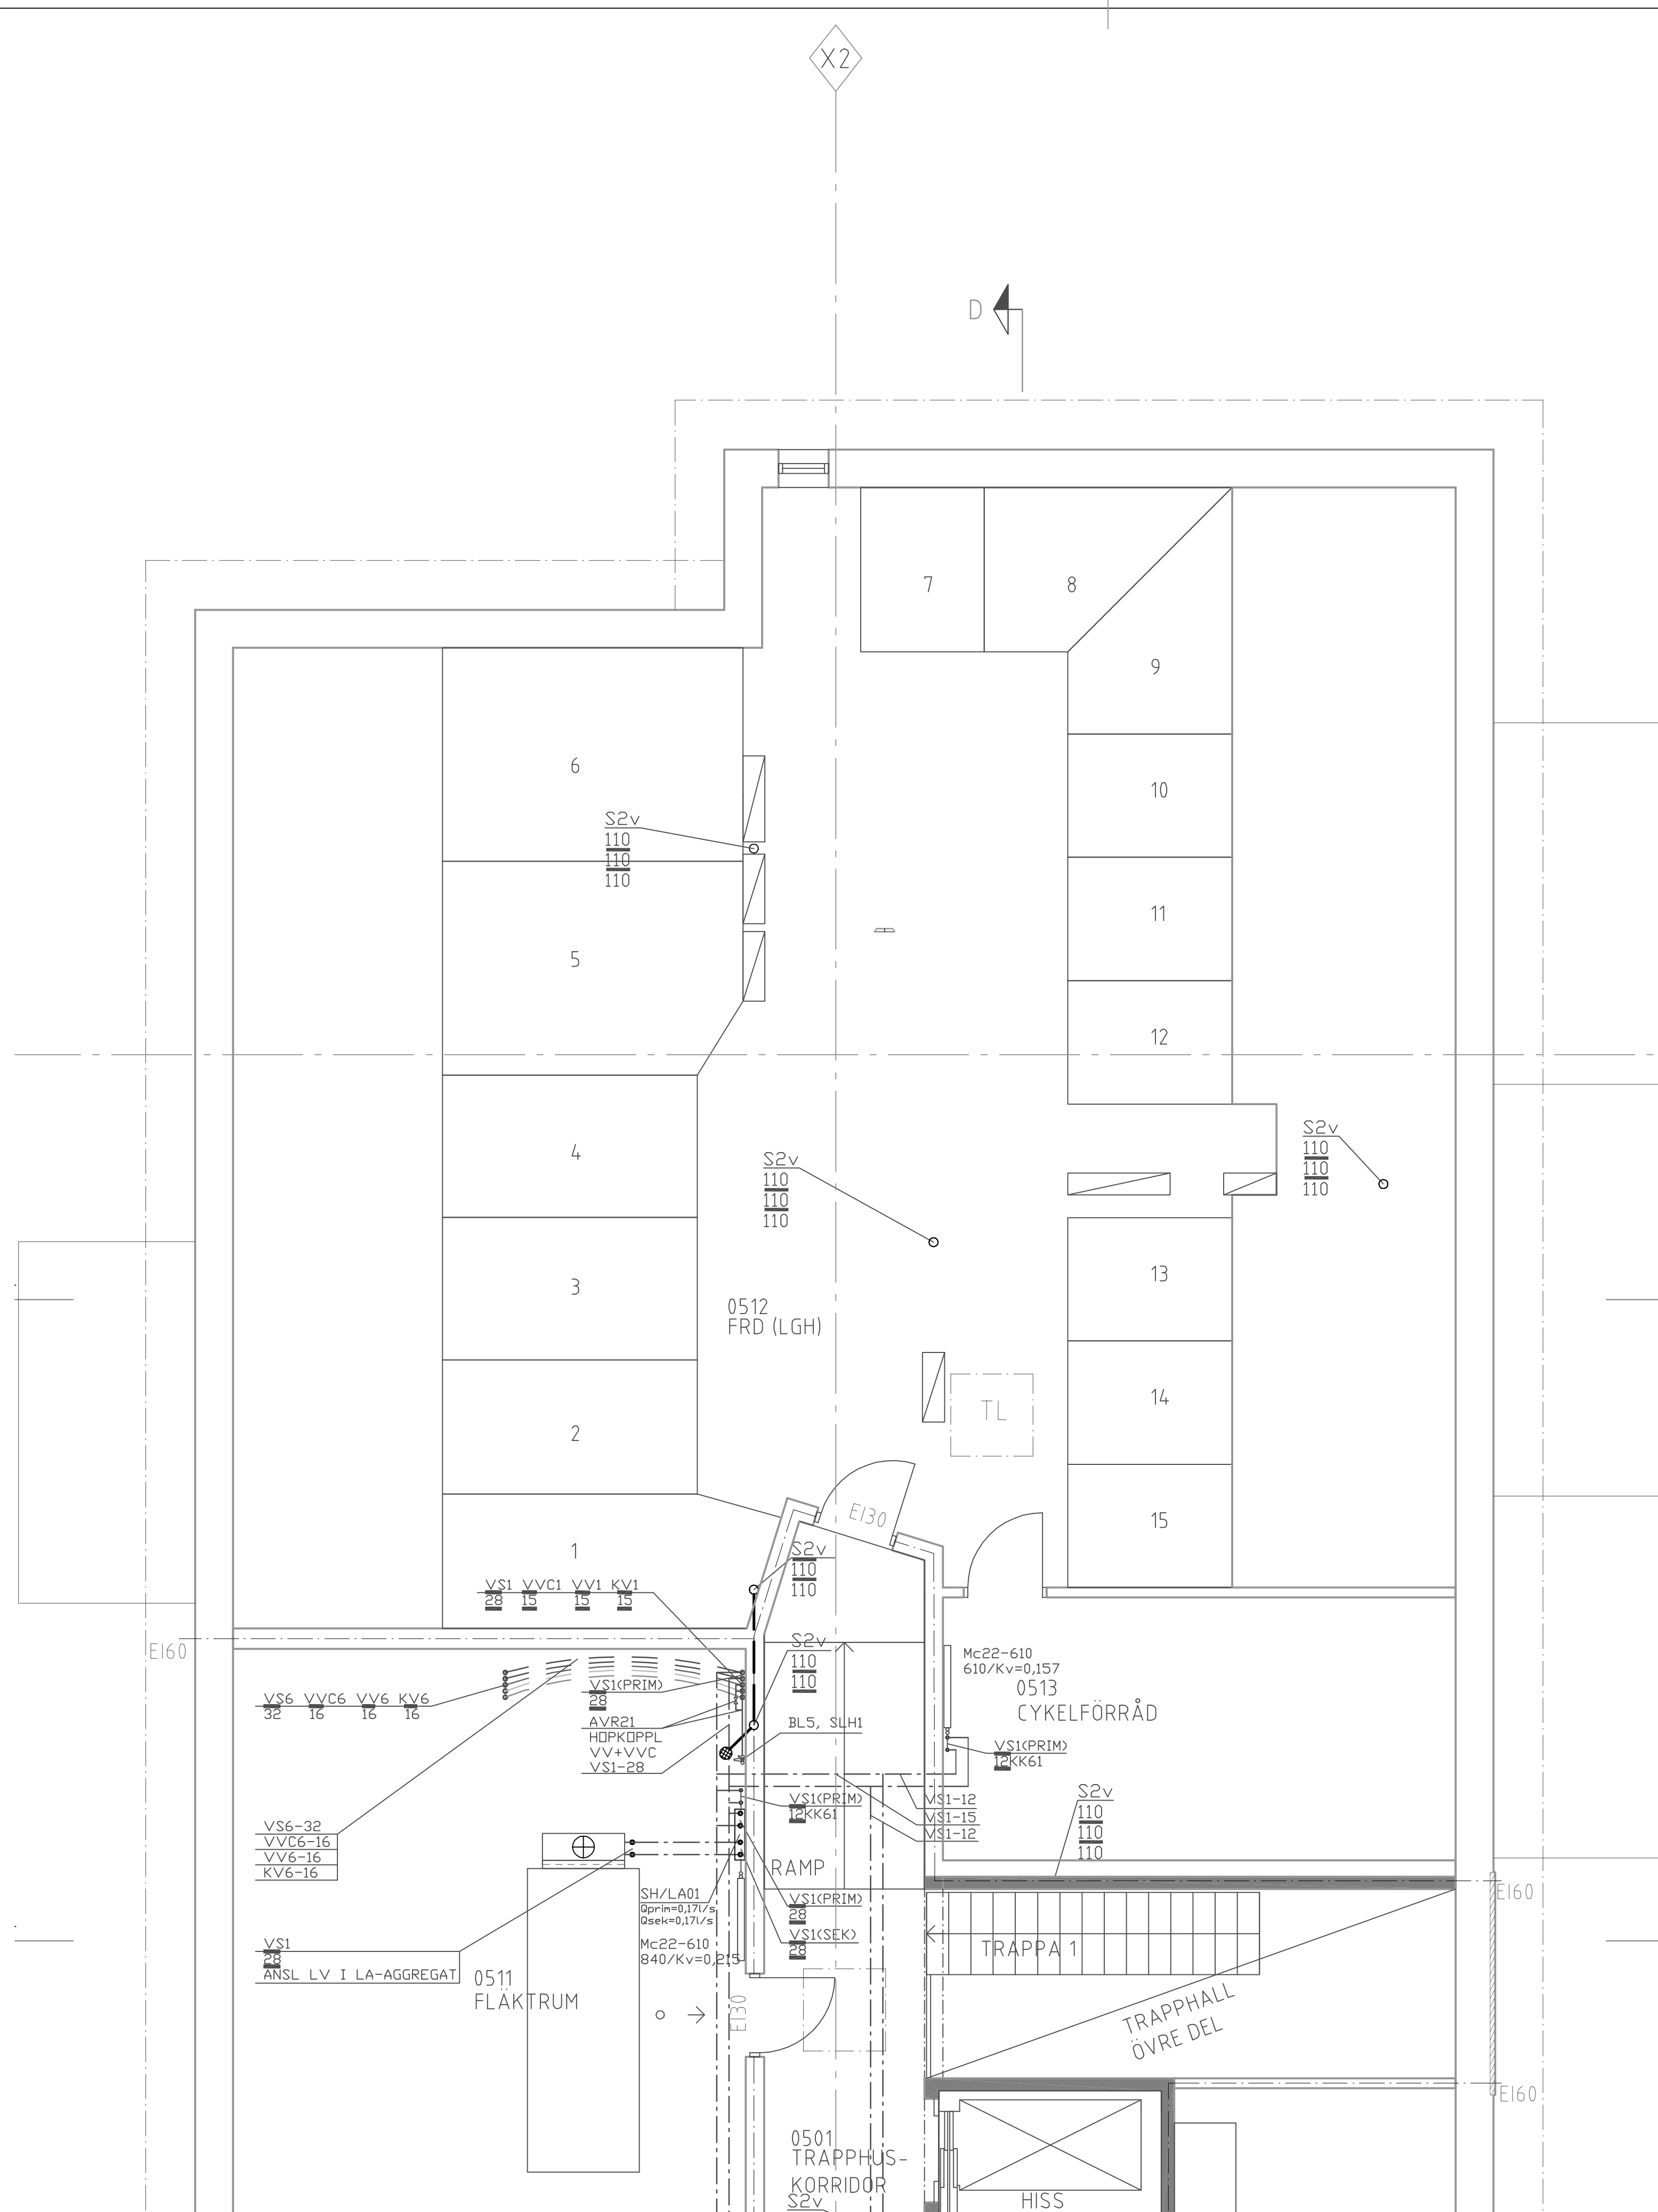 X2
D
7
8
9
6
10
S2v
110
110
110
11
5
12
4
S2v
110
110
110
S2v
110
110
110
13
3
0512
FRD (LGH)
14
TL
2
EI30
15
1
S2v
110
110
VS1 VVC1 VV1 KV1
28 15 15 15
EI60
S2v
110
110
Mc22-610
610/Kv=0,157
0513
CYKELFÖRRÅD
VS6 VVC6 VV6 KV6
32 16 16 16
VS1(PRIM)
28
AVR21
HOPKOPPL
VV+VVC
VS1-28
BL5, SLH1
VS1(PRIM)
12KK61
VS1(PRIM)
12KK61
VS1-12
VS1-15
VS1-12
S2v
110
110
110
VS6-32
VVC6-16
VV6-16
KV6-16
RAMP
SH/LA01
Qprim=0,17l/s
Qsek=0,17l/s
VS1(PRIM)
28
VS1(SEK)
28
Mc22-610
840/Kv=0,215
EI60
VS1
28
ANSL LV I LA-AGGREGAT
0511
FLÄKTRUM
TRAPPA 1
EI30
TRAPPHALL
ÖVRE DEL
EI60
0501
TRAPPHUS-
KORRIDOR
S2v
HISS